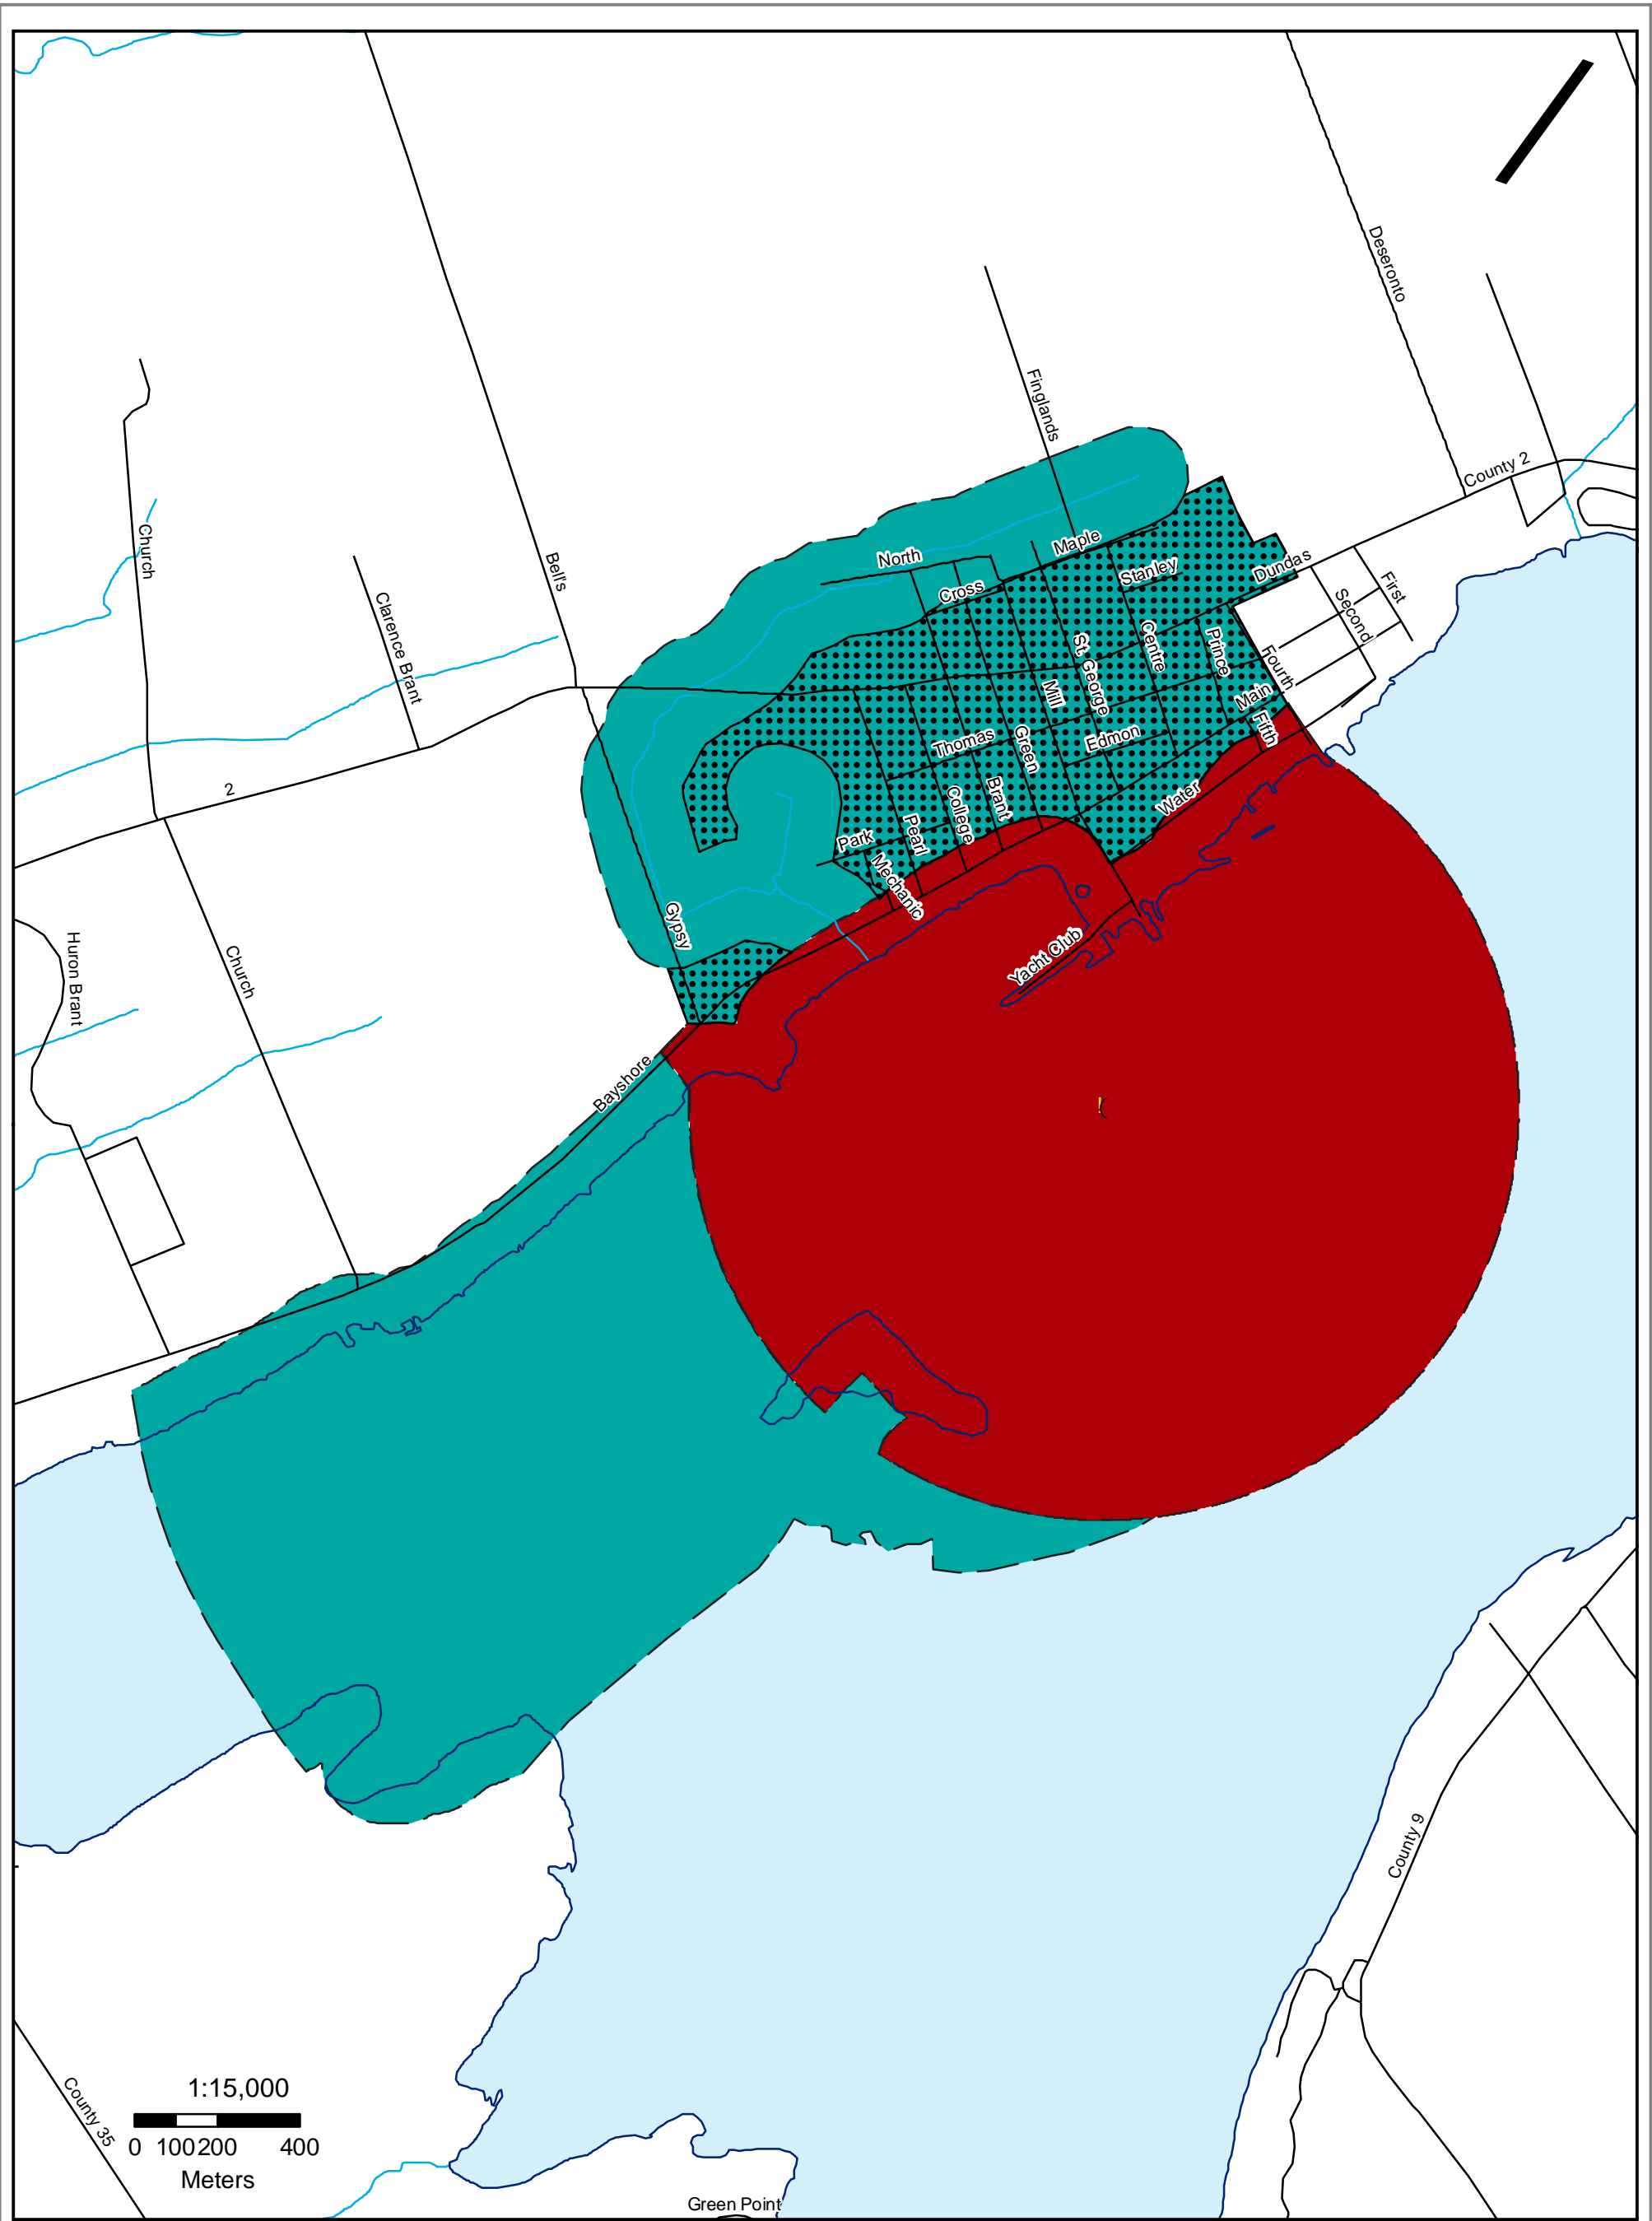 Deseronto
Finglands
County 2
Church
Bell's
Clarence Brant
North
Maple
Cross
Stanley
Dundas
First
Second
St. George
Centre
Prince
Fourth
Mill
Main
Thomas
Green
Edmon
Fifth
2
College
Brant
Water
Park
Pearl
Mechanic
Gypsy
Huron Brant
Church
Yacht Club
Bayshore
County 9
County 35
1:15,000
0 100 200 400
Meters
Green Point